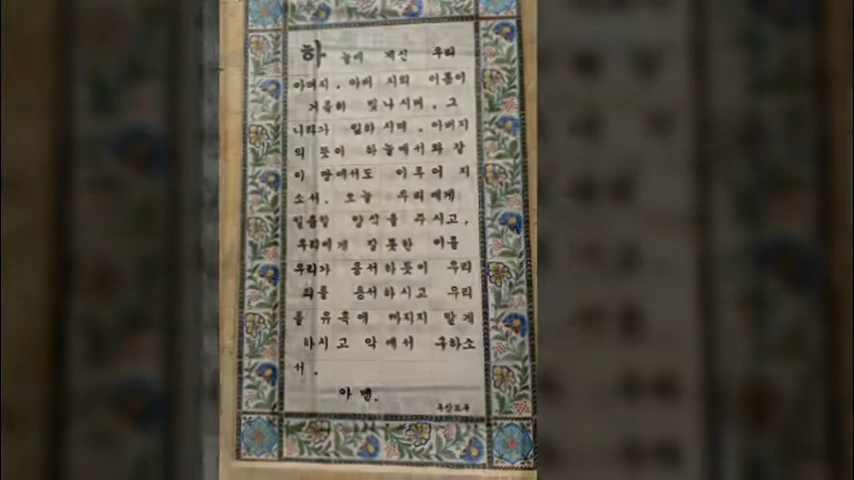 하늘에 계신 우리
아버지, 아버지의 이름이
거룩히 빛나시며, 그
나라가 임하시며, 아버지
의 뜻이 하늘에서와 같
이 땅에서도 이루어 지
소서. 오늘 우리에게
일용할 양식을 주시고,
우리에게 잘못한 이를
우리가 용서하듯이 우리
죄를 용서하시고 우리
를 유혹에 빠지지 말게
하시고 악에서 구하소
서.
아멘.